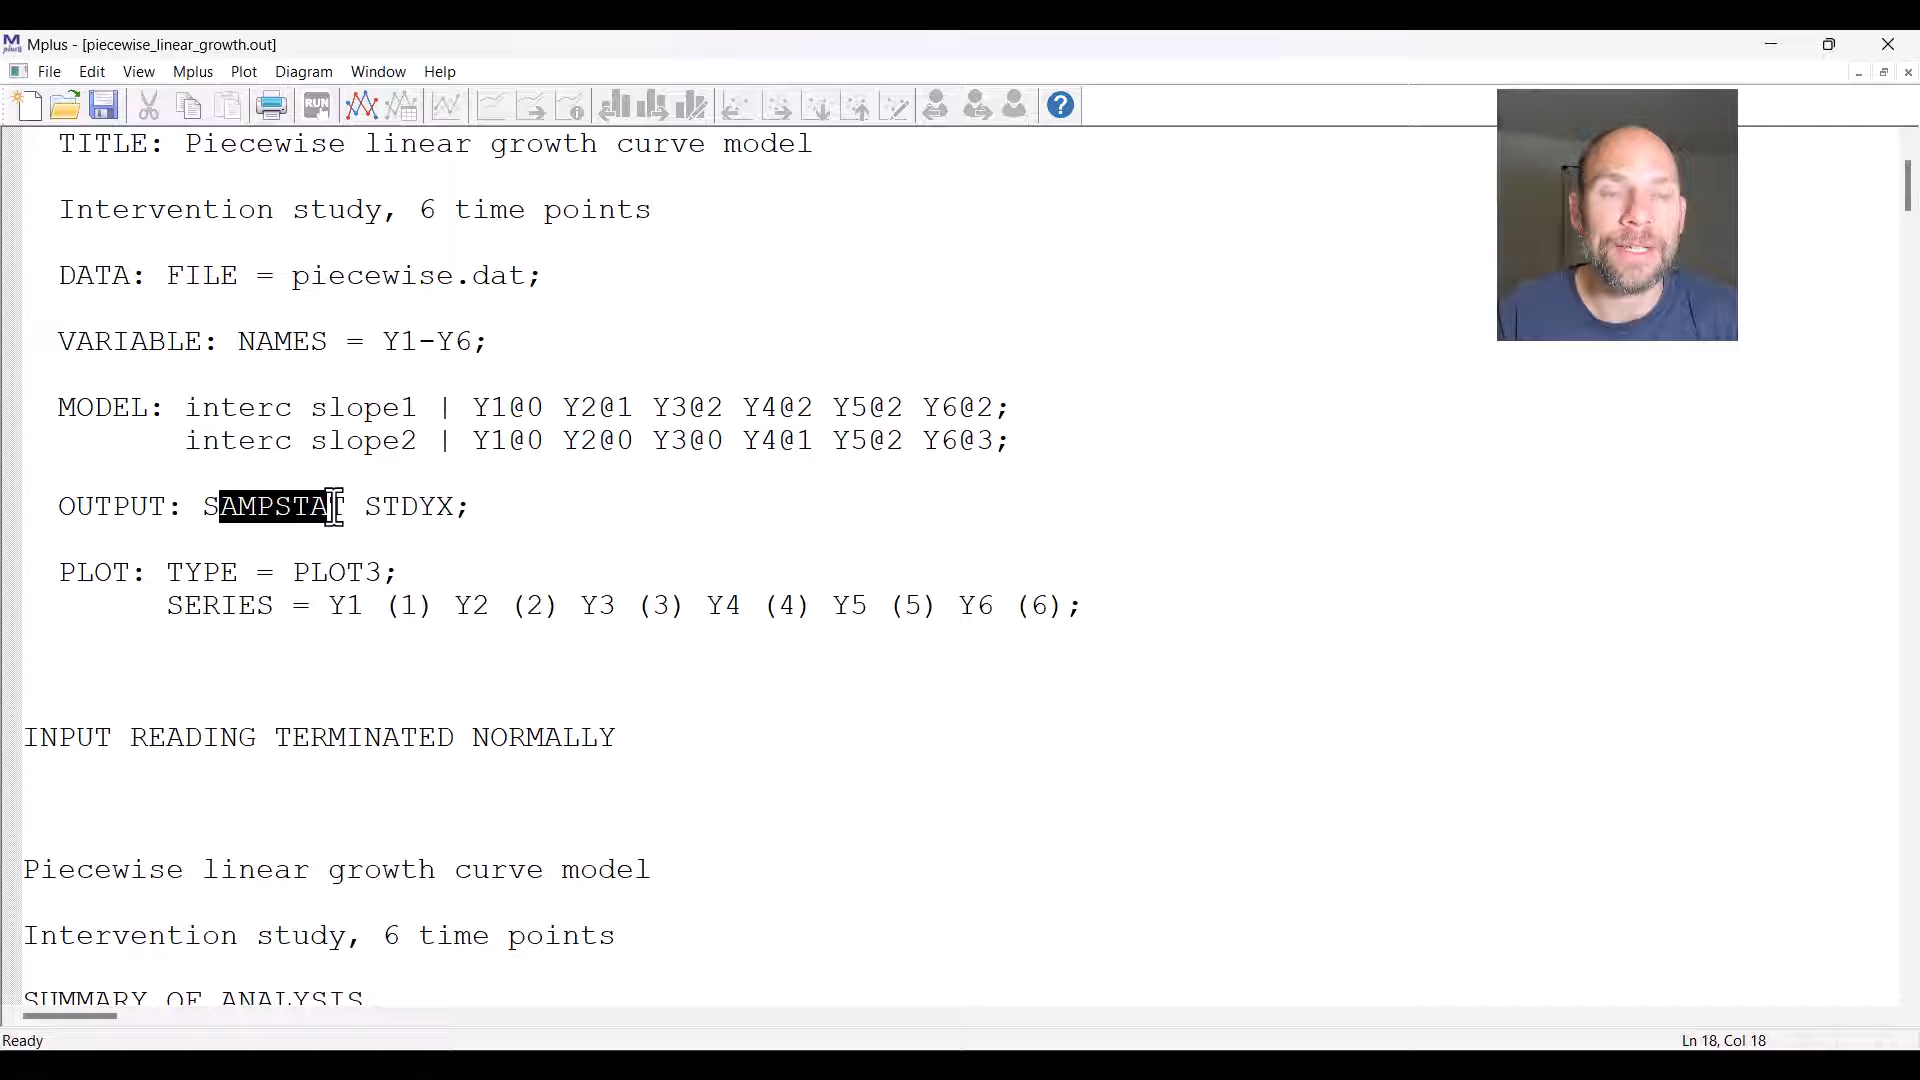 Mplus - [piecewise_linear_growth.out]
File Edit View Mplus Plot Diagram Window Help
RUN
TITLE: Piecewise linear growth curve model
Intervention study, 6 time points
DATA: FILE = piecewise.dat;
VARIABLE: NAMES = Y1-Y6;
MODEL: interc slope1 | Y1@0 Y2@1 Y3@2 Y4@2 Y5@2 Y6@2;
interc slope2 | Y1@0 Y2@0 Y3@0 Y4@1 Y5@2 Y6@3;
OUTPUT: SAMPSTAT STDYX;
PLOT: TYPE = PLOT3;
SERIES = Y1 (1) Y2 (2) Y3 (3) Y4 (4) Y5 (5) Y6 (6);
INPUT READING TERMINATED NORMALLY
Piecewise linear growth curve model
Intervention study, 6 time points
SUMMARY OF ANALYSIS
Ready
Ln 18, Col 18